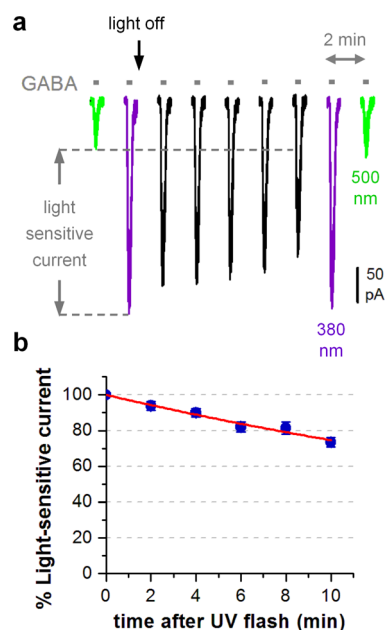 a
light off
2 min
GABA
light
sensitive
current
500
nm
50
pA
380
nm
b
% Light-sensitive current
100
80
60
40
20
0
0 2 4 6 8 10
time after UV flash (min)